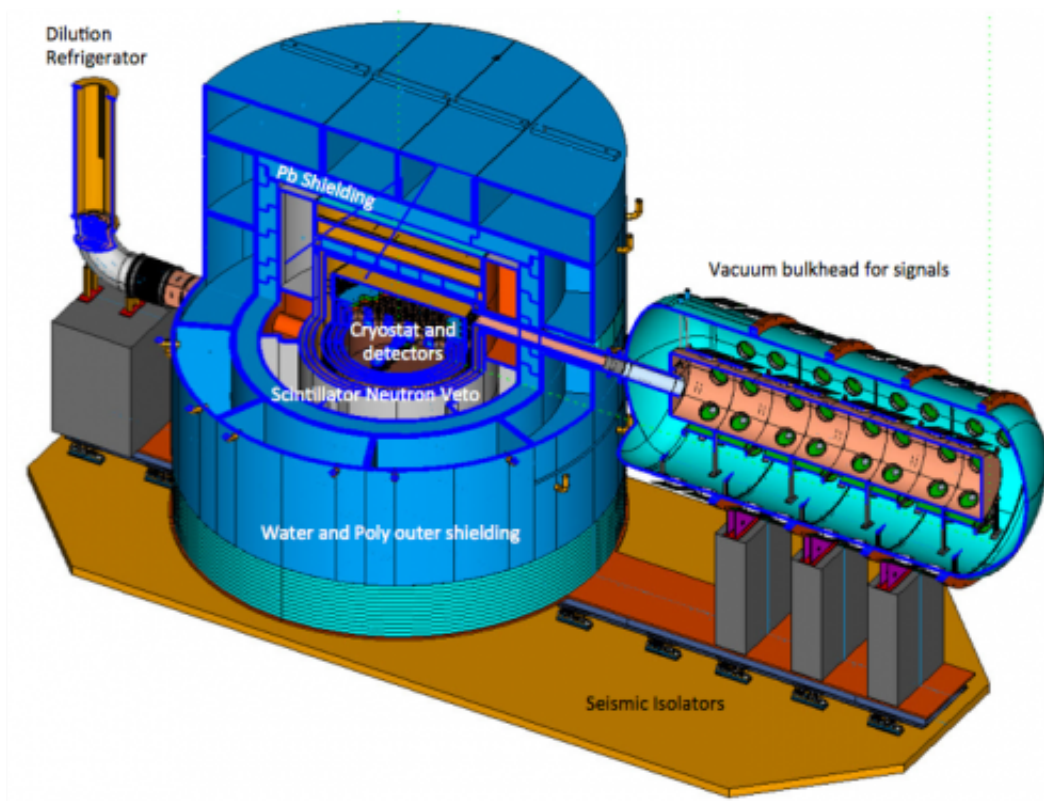 Dilution
Refrigerator
Pb Shielding
Vacuum bulkhead for signals
Cryostat and
detectors
Scintillator Neutron Veto
Water and Poly outer shielding
Seismic Isolators